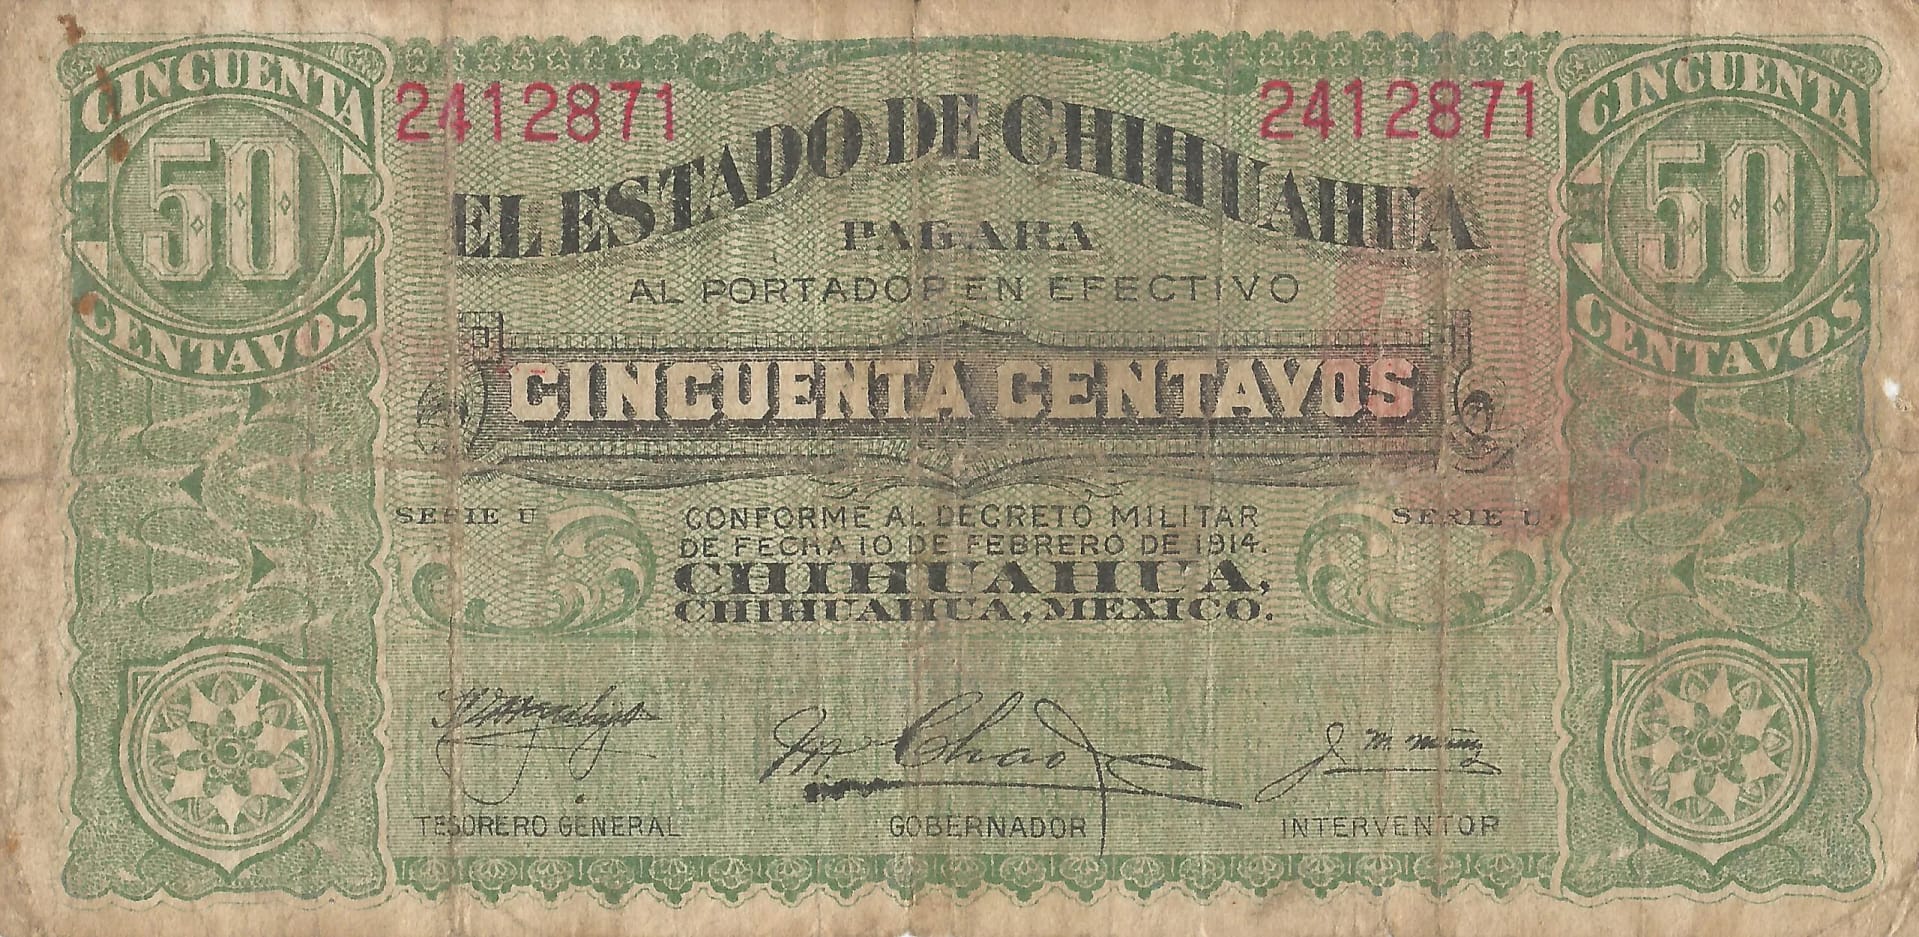 CINCUENTA
50
CENTAVOS
2412871
2412871
CINCUENTA
50
CENTAVOS
EL ESTADO DE CHIHUAHUA
PAGARA
AL PORTADOR EN EFECTIVO
CINCUENTA CENTAVOS
SERIE U
SERIE U
CONFORME AL DECRETO MILITAR
DE FECHA 10 DE FEBRERO DE 1914.
CHIHUAHUA,
CHIHUAHUA, MEXICO.
M Chao
TESORERO GENERAL
GOBERNADOR
INTERVENTOR